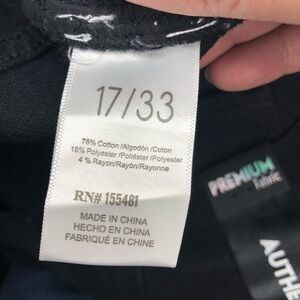 17/33
78% Cotton/Algodón/Coton
18% Polyester/Poliéster/Polyester
4% Rayon/Rayón/Rayonne
RN# 155481
MADE IN CHINA
HECHO EN CHINA
FABRIQUÉ EN CHINE
PREMIUM
Fabric
AUTHE